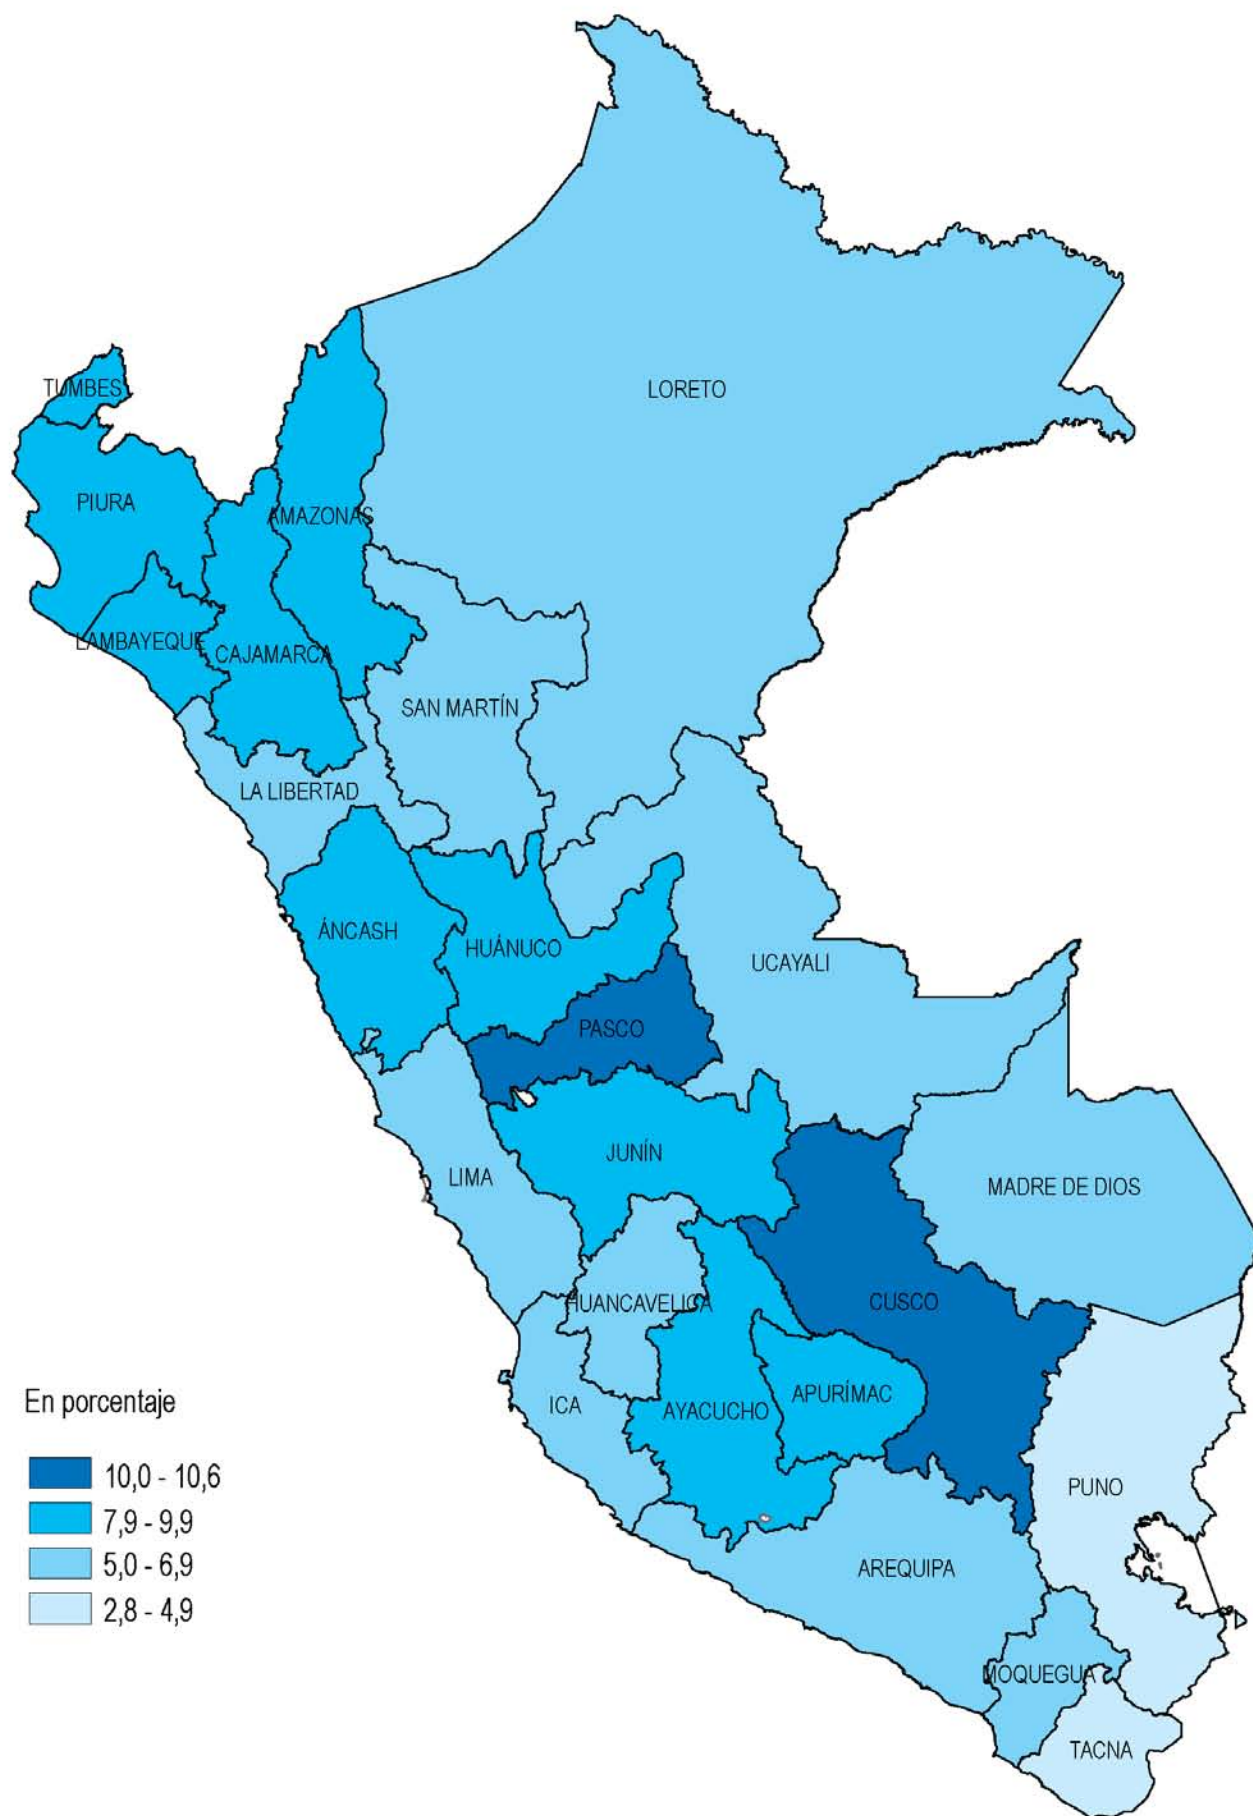 LORETO
TUMBES
PIURA
AMAZONAS
LAMBAYEQUE
CAJAMARCA
SAN MARTÍN
LA LIBERTAD
ÁNCASH
HUÁNUCO
UCAYALI
PASCO
JUNÍN
LIMA
MADRE DE DIOS
HUANCAVELICA
CUSCO
APURÍMAC
ICA
AYACUCHO
PUNO
AREQUIPA
MOQUEGUA
TACNA
En porcentaje
10,0 - 10,6
7,9 - 9,9
5,0 - 6,9
2,8 - 4,9